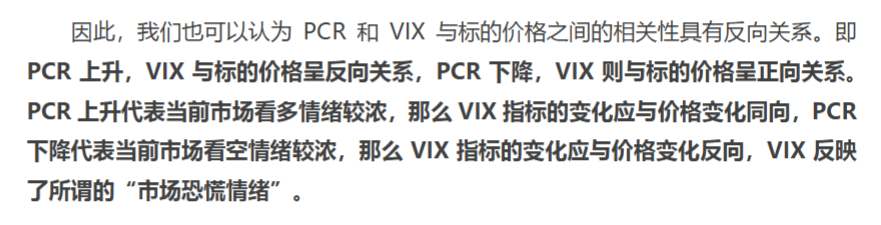 因此，我们也可以认为 PCR 和 VIX 与标的价格之间的相关性具有反向关系。即
PCR 上升，VIX 与标的价格呈反向关系，PCR 下降，VIX 则与标的价格呈正向关系。
PCR 上升代表当前市场看多情绪较浓，那么 VIX 指标的变化应与价格变化同向，PCR
下降代表当前市场看空情绪较浓，那么 VIX 指标的变化应与价格变化反向，VIX 反映
了所谓的“市场恐慌情绪”。